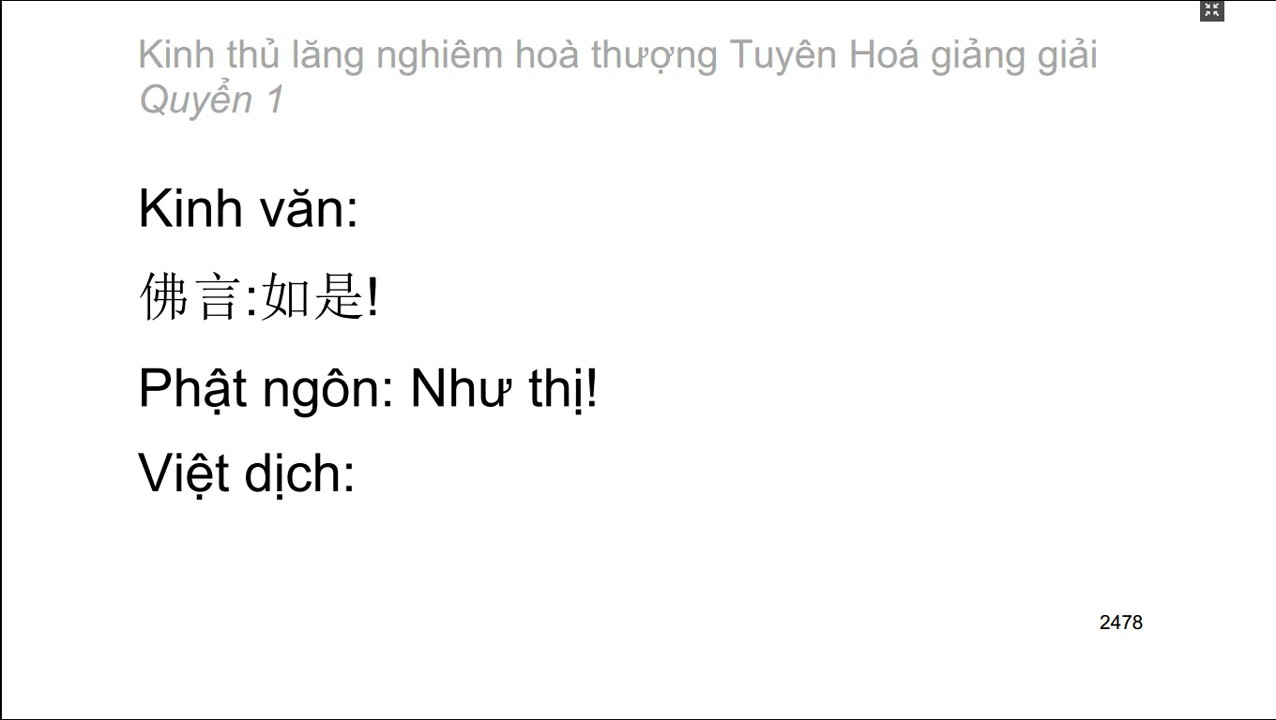 Kinh thủ lăng nghiêm hoà thượng Tuyên Hoá giảng giải
Quyển 1
Kinh văn:
佛言:如是!
Phật ngôn: Như thị!
Việt dịch:
2478